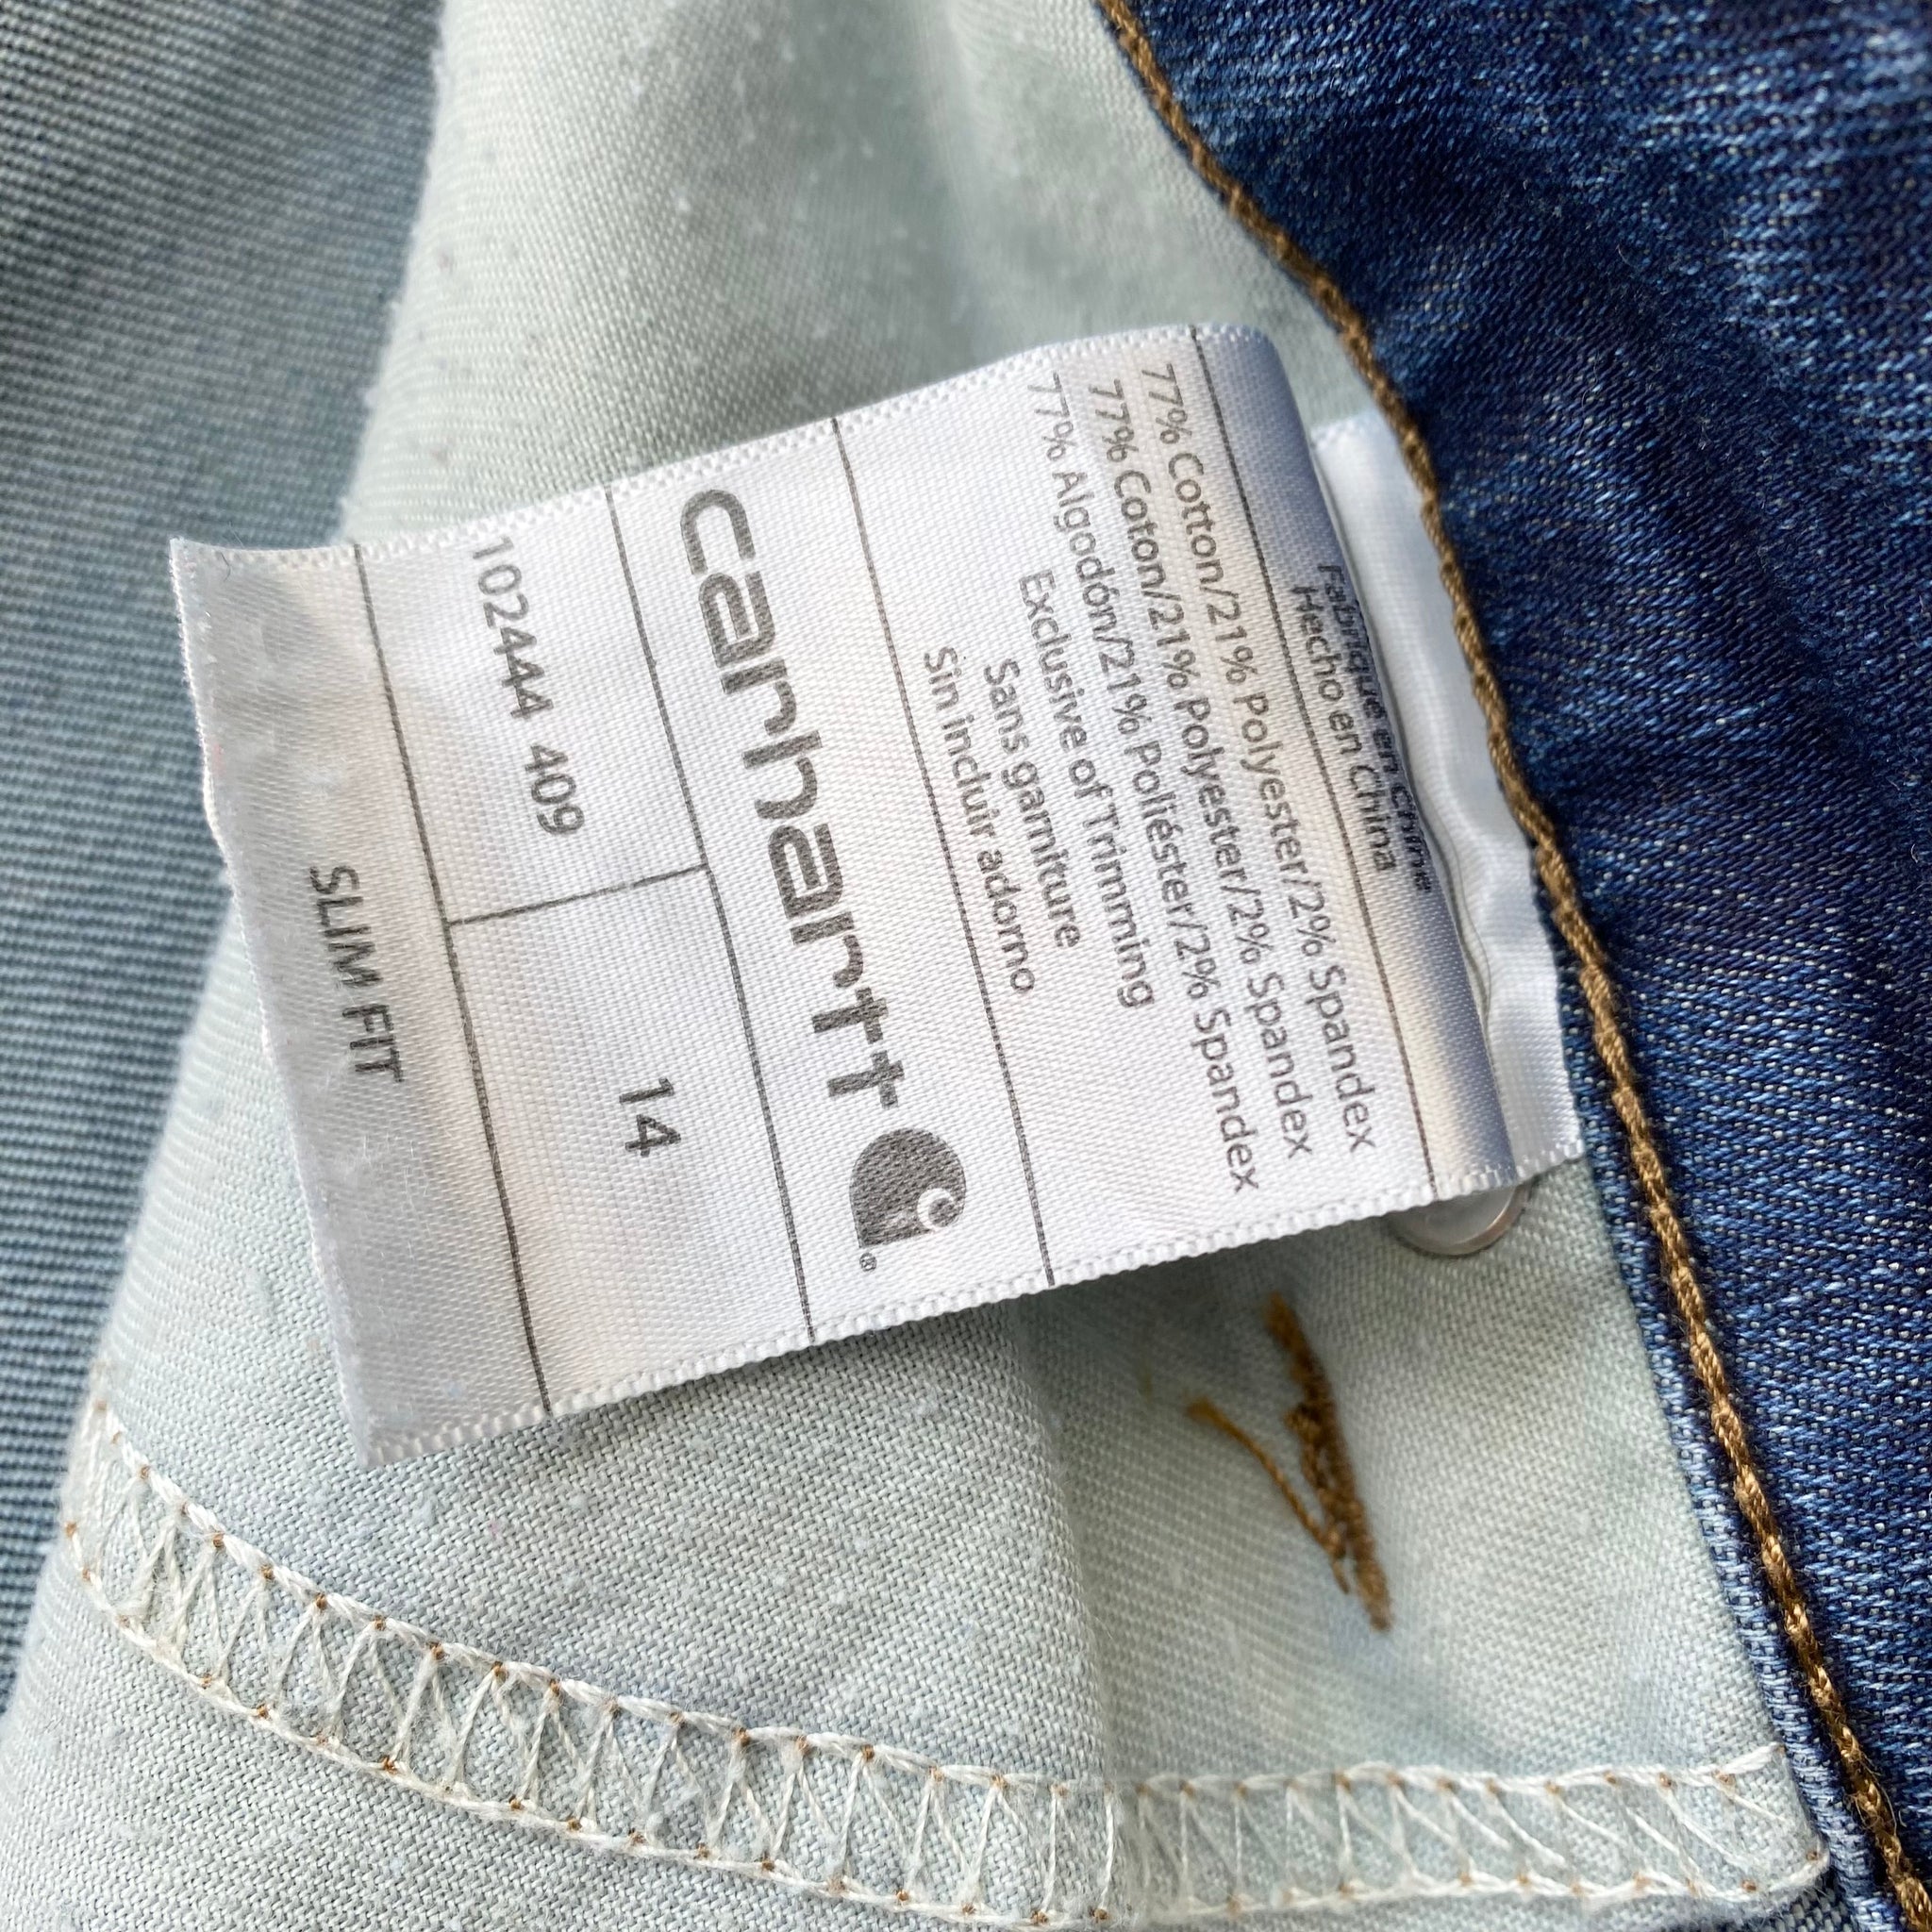 Fabriqué en Chine
Hecho en China
77% Cotton/21% Polyester/2% Spandex
77% Coton/21% Polyester/2% Spandex
77% Algodón/21% Poliéster/2% Spandex
Exclusive of Trimming
Sans garniture
Sin incluir adorno
carhartt ®
102444 409 14
SLIM FIT